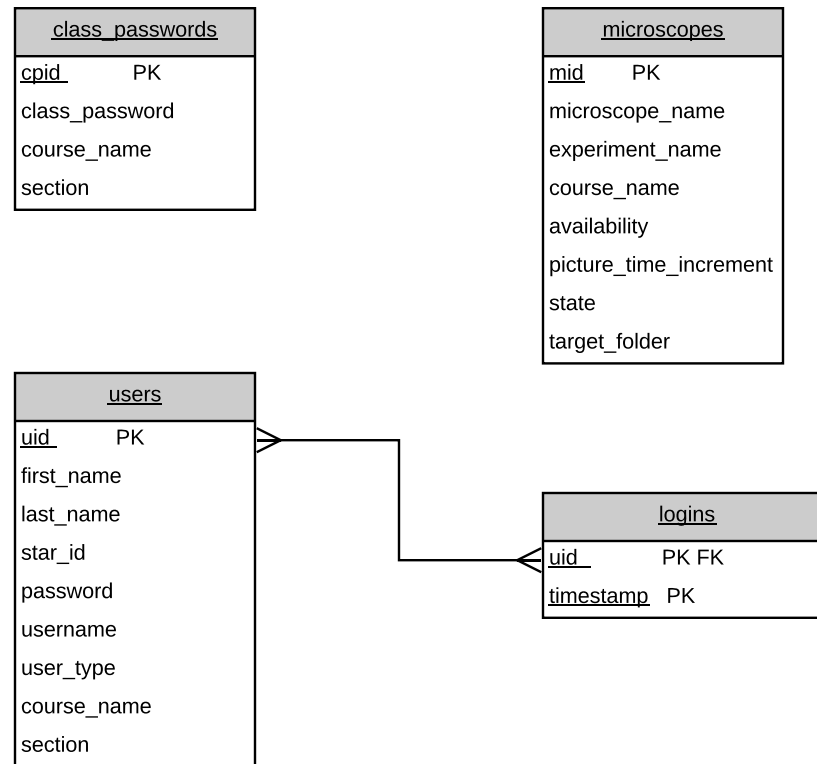 class_passwords
cpid PK
class_password
course_name
section
microscopes
mid PK
microscope_name
experiment_name
course_name
availability
picture_time_increment
state
target_folder
users
uid PK
first_name
last_name
star_id
password
username
user_type
course_name
section
logins
uid PK FK
timestamp PK